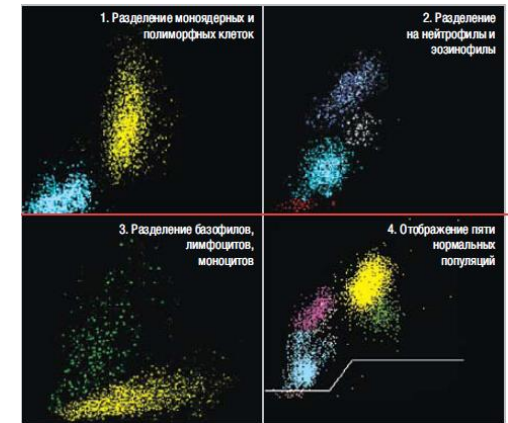 1. Разделение моноядерных и
полиморфных клеток
2. Разделение
на нейтрофилы и
эозинофилы
3. Разделение базофилов,
лимфоцитов,
моноцитов
4. Отображение пяти
нормальных
популяций